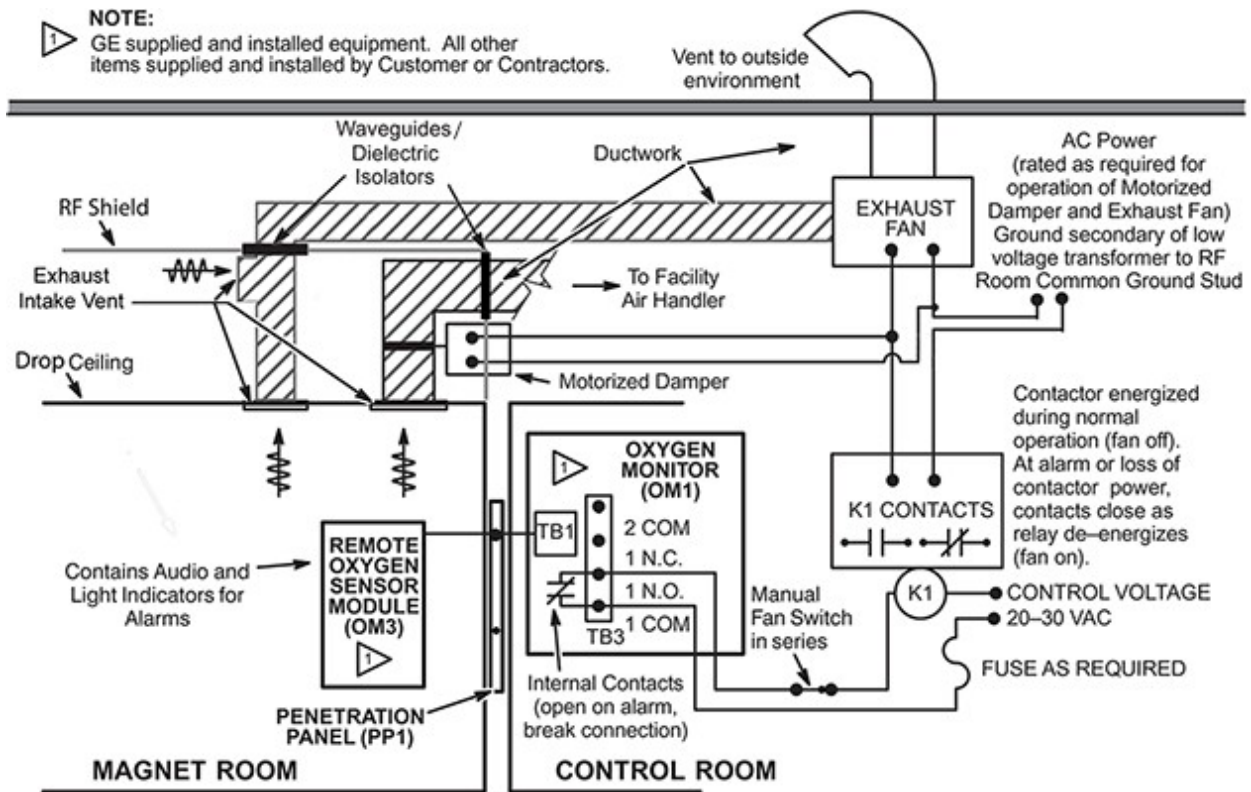 NOTE:
1
GE supplied and installed equipment. All other
items supplied and installed by Customer or Contractors.
Vent to outside
environment
Waveguides /
Dielectric
Isolators
Ductwork
AC Power
(rated as required for
operation of Motorized
Damper and Exhaust Fan)
Ground secondary of low
voltage transformer to RF
Room Common Ground Stud
RF Shield
EXHAUST
FAN
Exhaust
Intake Vent
To Facility
Air Handler
Drop Ceiling
Motorized Damper
Contactor energized
during normal
operation (fan off).
At alarm or loss of
contactor power,
contacts close as
relay de–energizes
(fan on).
1
OXYGEN
MONITOR
(OM1)
K1 CONTACTS
TB1
2 COM
1 N.C.
1 N.O.
1 COM
TB3
REMOTE
OXYGEN
SENSOR
MODULE
(OM3)
1
Contains Audio and
Light Indicators for
Alarms
Manual
Fan Switch
in series
K1
CONTROL VOLTAGE
20–30 VAC
FUSE AS REQUIRED
Internal Contacts
(open on alarm,
break connection)
PENETRATION
PANEL (PP1)
MAGNET ROOM
CONTROL ROOM